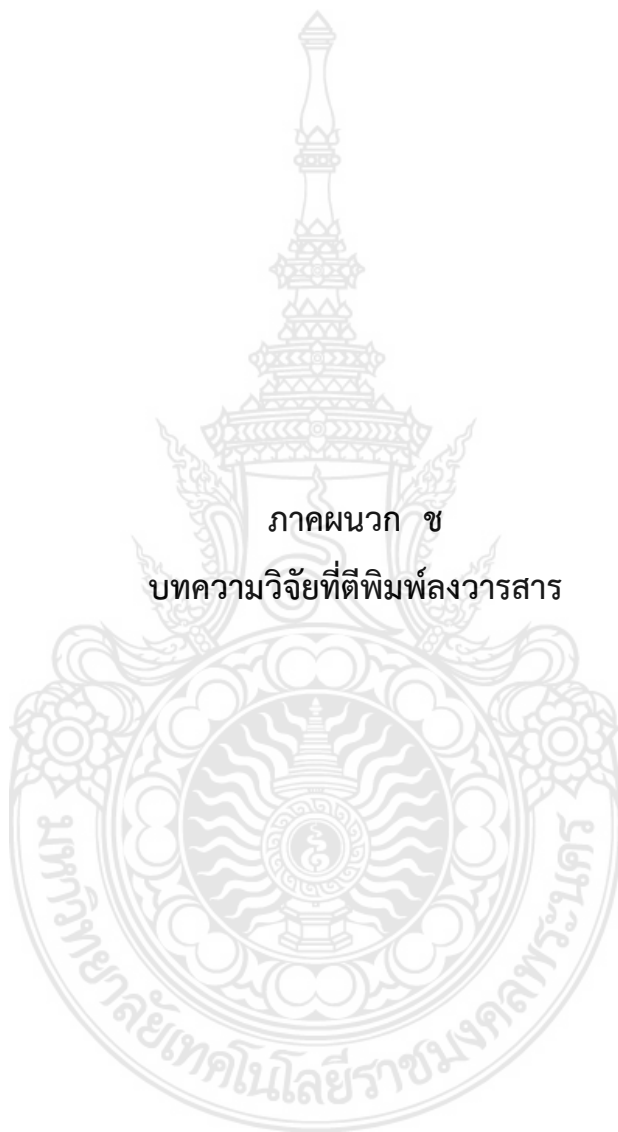 ภาคผนวก ช
บทความวิจัยที่ตีพิมพ์ลงวารสาร
มหาวิทยาลัยเทคโนโลยีราชมงคลพระนคร